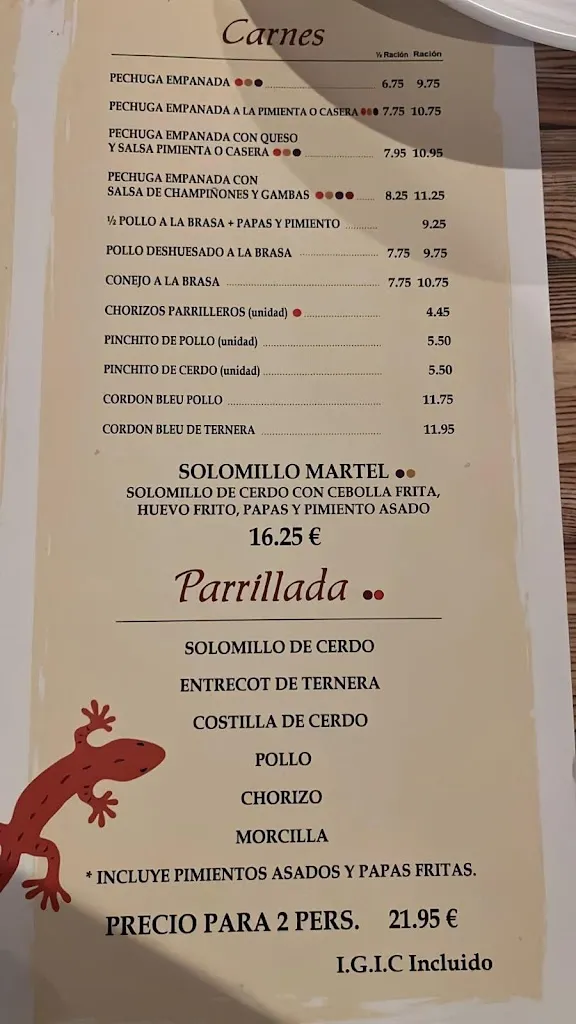 Carnes
½ Ración Ración
PECHUGA EMPANADA 6.75 9.75
PECHUGA EMPANADA A LA PIMIENTA O CASERA 7.75 10.75
PECHUGA EMPANADA CON QUESO
Y SALSA PIMIENTA O CASERA 7.95 10.95
PECHUGA EMPANADA CON
SALSA DE CHAMPIÑONES Y GAMBAS 8.25 11.25
½ POLLO A LA BRASA + PAPAS Y PIMIENTO 9.25
POLLO DESHUESADO A LA BRASA 7.75 9.75
CONEJO A LA BRASA 7.75 10.75
CHORIZOS PARRILLEROS (unidad) 4.45
PINCHITO DE POLLO (unidad) 5.50
PINCHITO DE CERDO (unidad) 5.50
CORDON BLEU POLLO 11.75
CORDON BLEU DE TERNERA 11.95
SOLOMILLO MARTEL
SOLOMILLO DE CERDO CON CEBOLLA FRITA,
HUEVO FRITO, PAPAS Y PIMIENTO ASADO
16.25 €
Parrillada
SOLOMILLO DE CERDO
ENTRECOT DE TERNERA
COSTILLA DE CERDO
POLLO
CHORIZO
MORCILLA
* INCLUYE PIMIENTOS ASADOS Y PAPAS FRITAS.
PRECIO PARA 2 PERS. 21.95 €
I.G.I.C Incluido